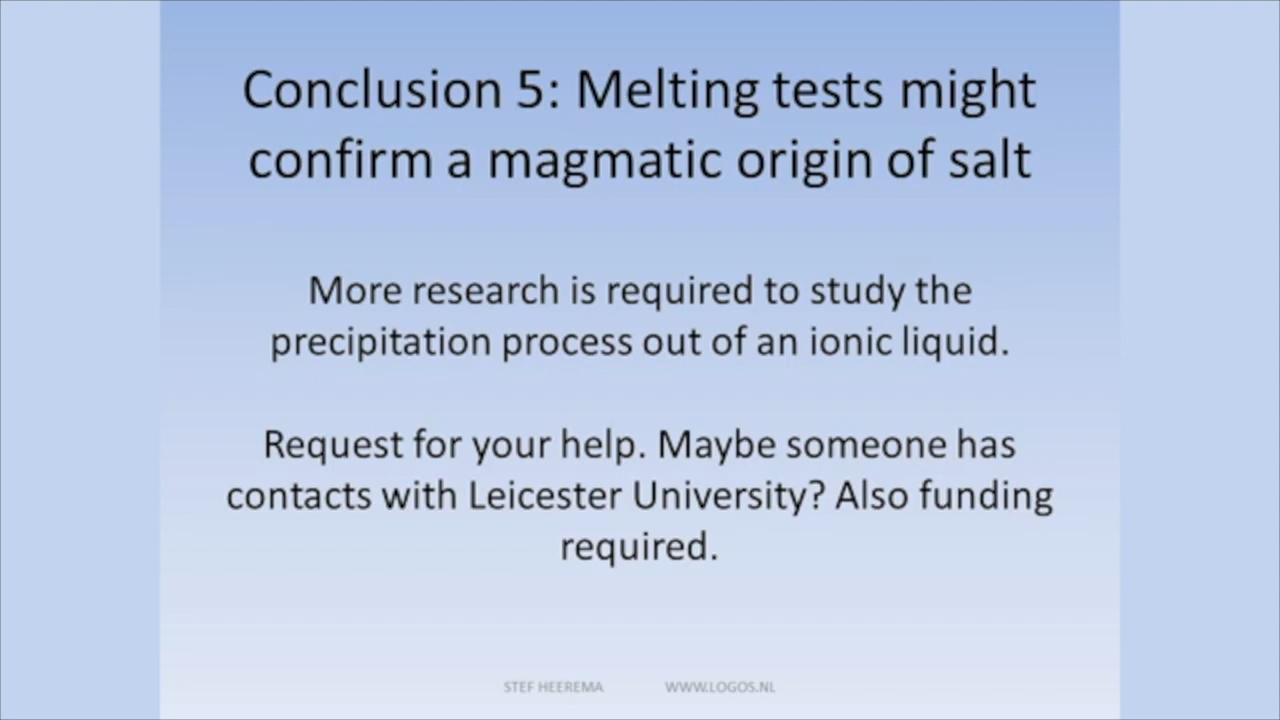 Conclusion 5: Melting tests might
confirm a magmatic origin of salt
More research is required to study the
precipitation process out of an ionic liquid.
Request for your help. Maybe someone has
contacts with Leicester University? Also funding
required.
STEF HEEREMA WWW.LOGOS.NL